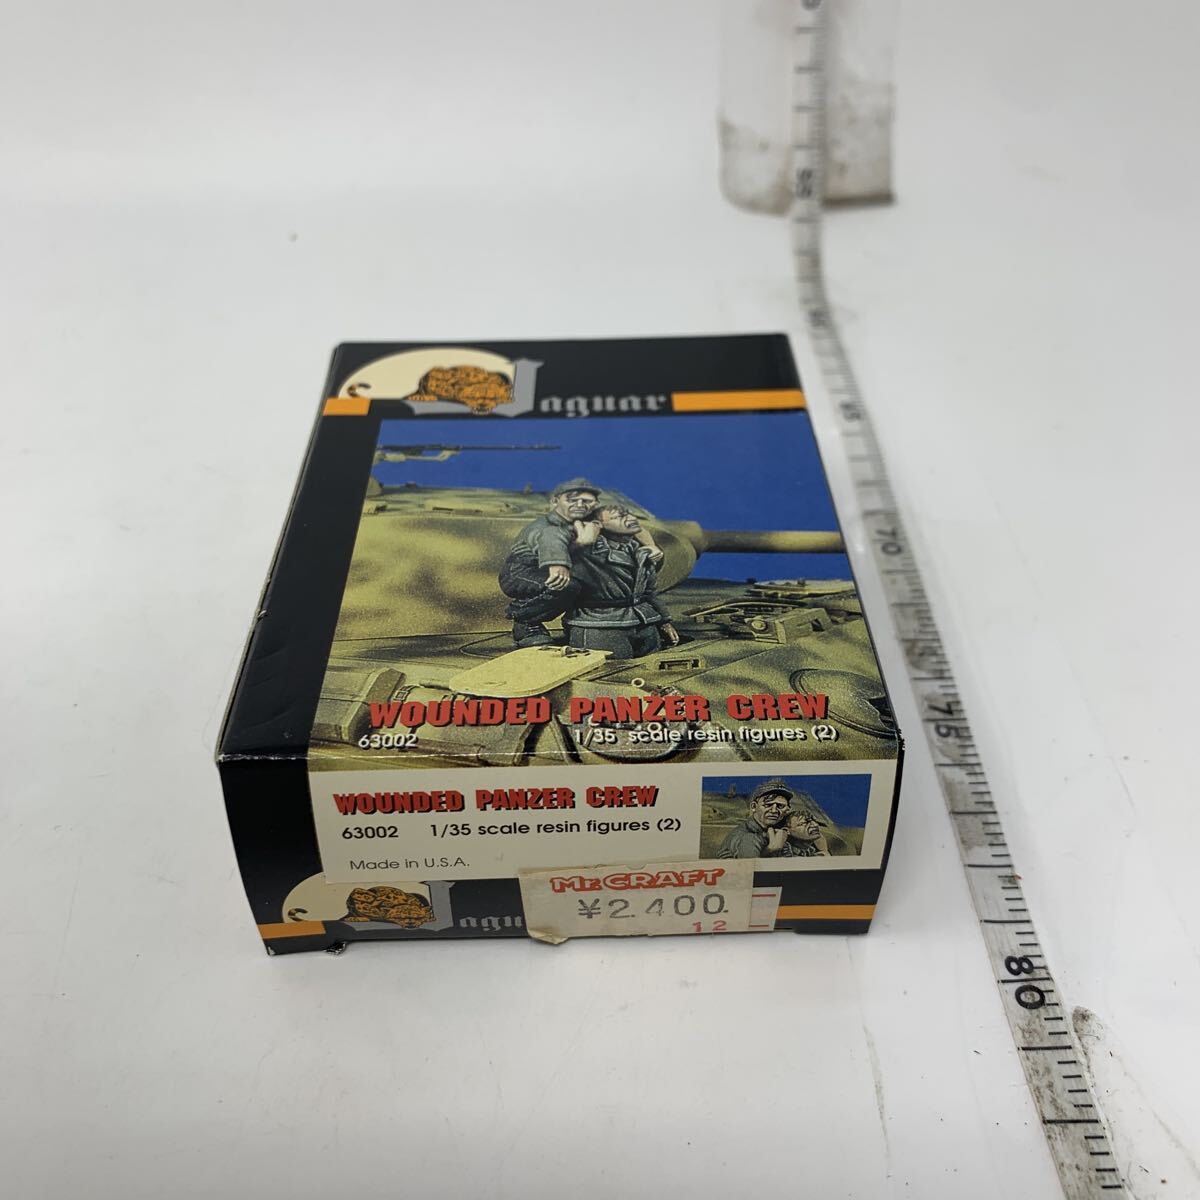 Jaguar
WOUNDED PANZER CREW
63002 1/35 scale resin figures (2)
WOUNDED PANZER CREW
63002 1/35 scale resin figures (2)
Made in U.S.A.
Mr. CRAFT
¥2,400.
12
Jagu
70
75
80